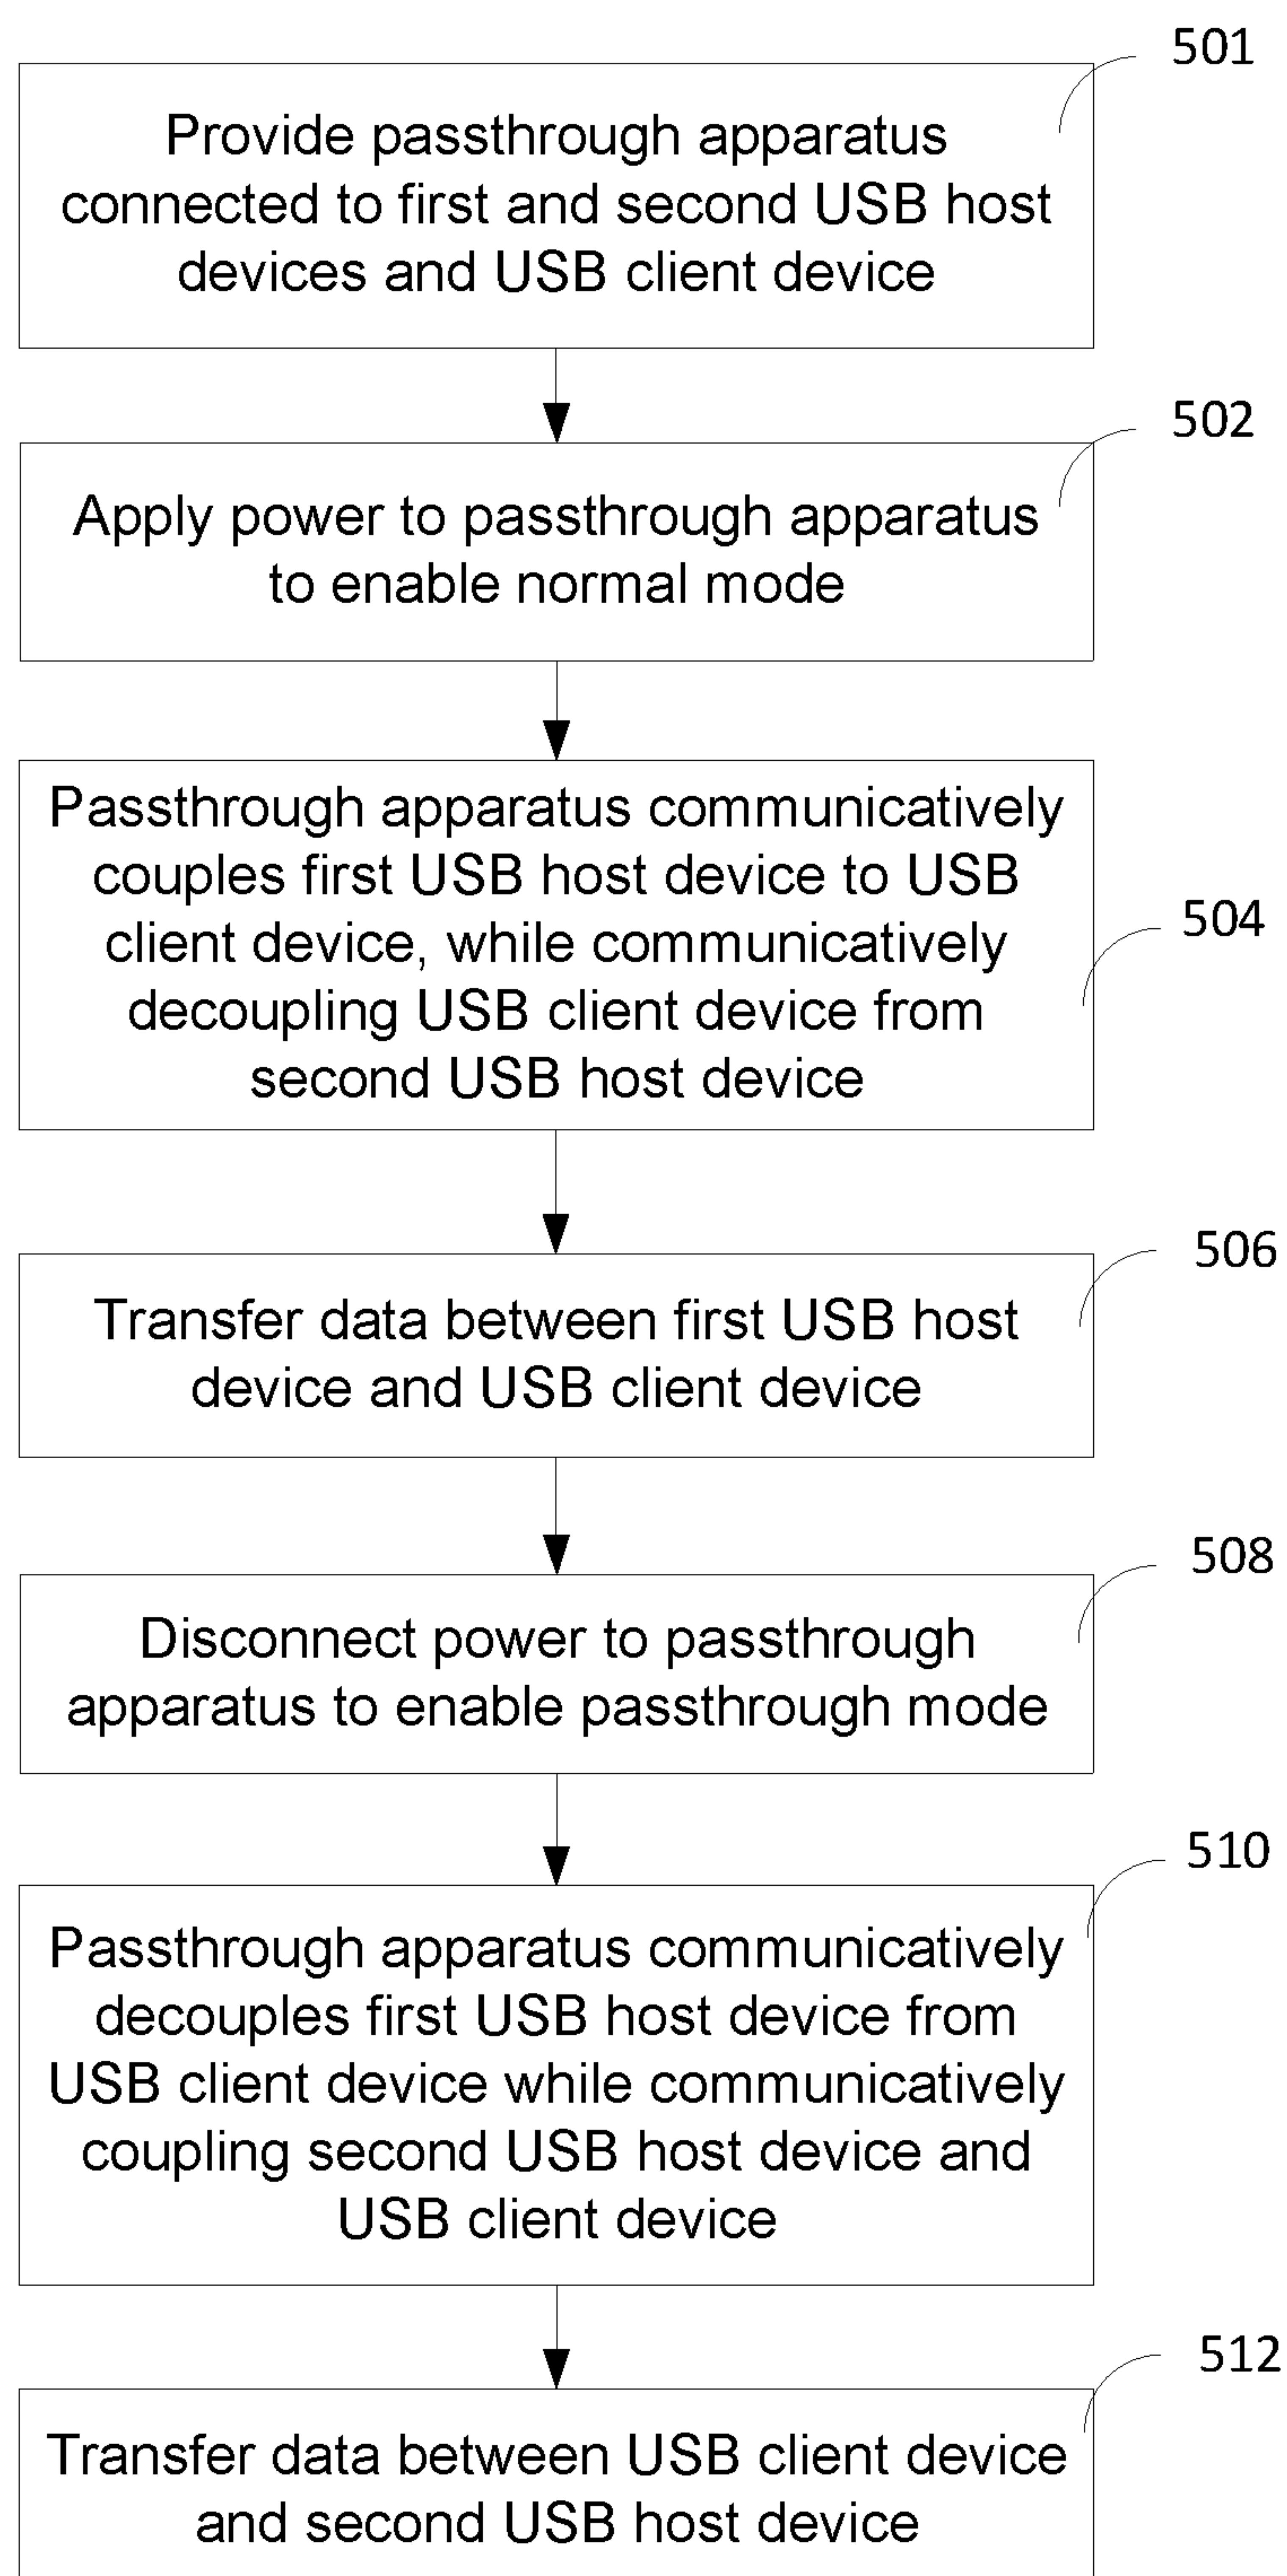 501
Provide passthrough apparatus
connected to first and second USB host
devices and USB client device
502
Apply power to passthrough apparatus
to enable normal mode
Passthrough apparatus communicatively
couples first USB host device to USB
client device, while communicatively
decoupling USB client device from
second USB host device
504
506
Transfer data between first USB host
device and USB client device
508
Disconnect power to passthrough
apparatus to enable passthrough mode
510
Passthrough apparatus communicatively
decouples first USB host device from
USB client device while communicatively
coupling second USB host device and
USB client device
512
Transfer data between USB client device
and second USB host device